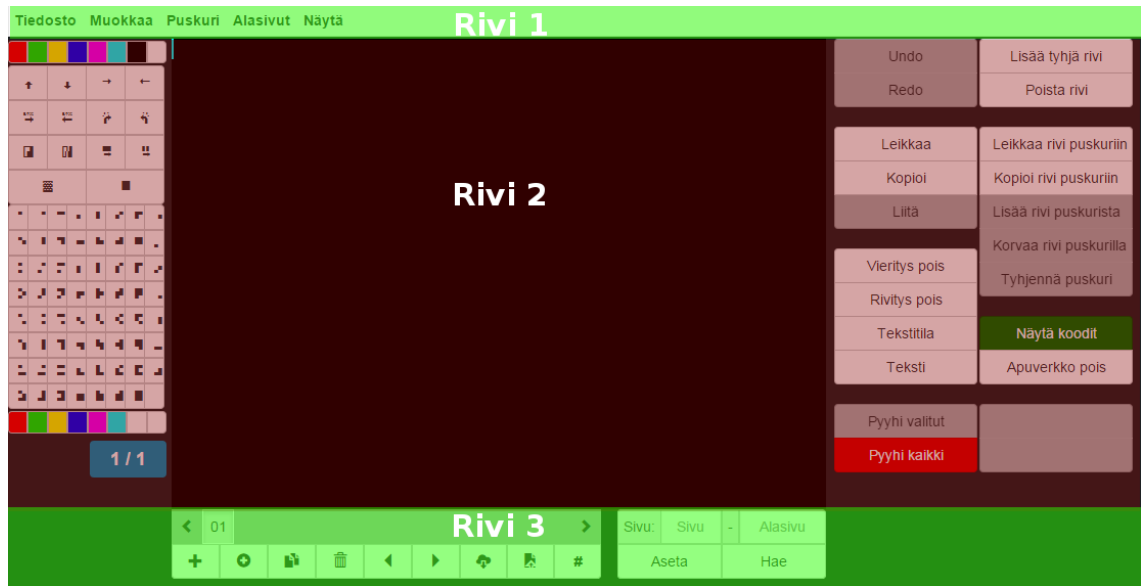 Tiedosto Muokkaa Puskuri Alasivut Näytä
Rivi 1
Undo Lisää tyhjä rivi
Redo Poista rivi
Leikkaa Leikkaa rivi puskuriin
Kopioi Kopioi rivi puskuriin
Rivi 2
Liitä Lisää rivi puskurista
Korvaa rivi puskurilla
Vieritys pois Tyhjennä puskuri
Rivitys pois
Tekstitila Näytä koodit
Teksti Apuverkko pois
Pyyhi valitut
Pyyhi kaikki
1 / 1
01
Rivi 3
Sivu: Sivu - Alasivu
#
Aseta Hae